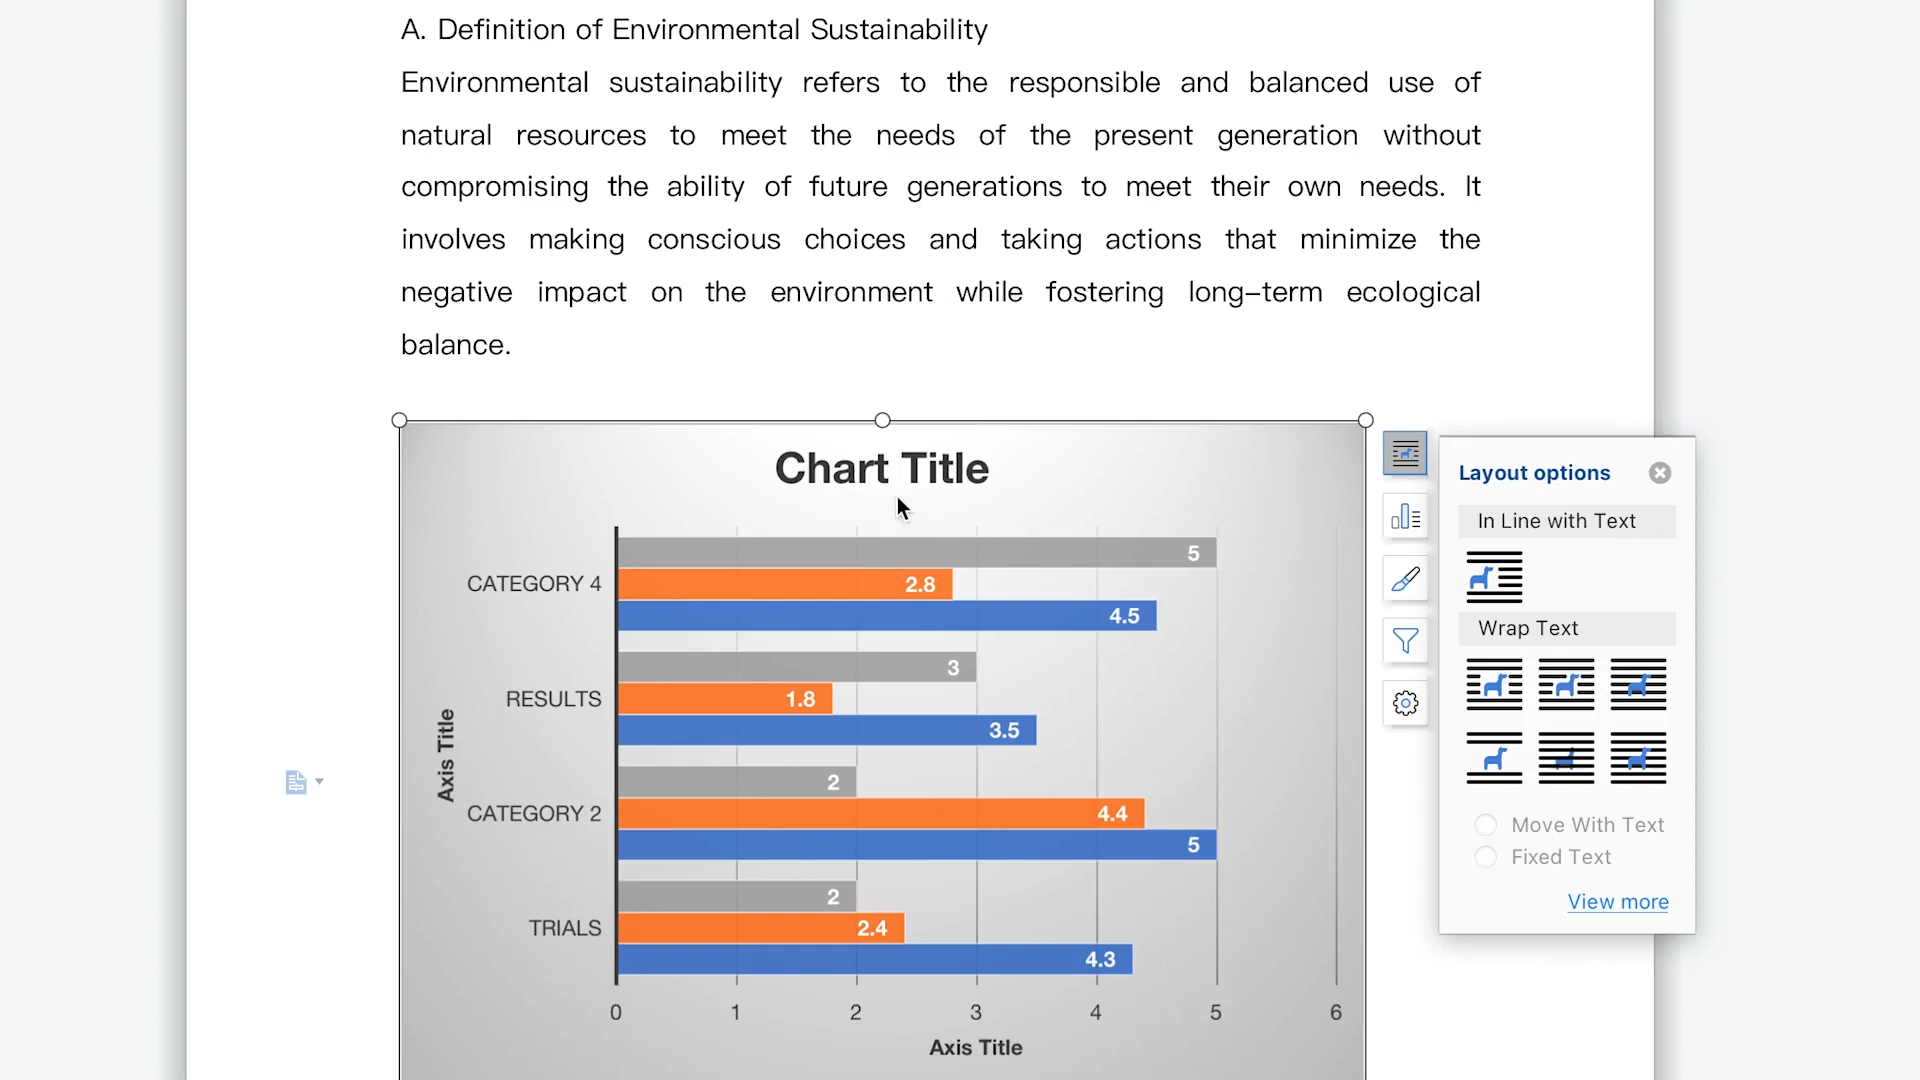 A. Definition of Environmental Sustainability
Environmental sustainability refers to the responsible and balanced use of
natural resources to meet the needs of the present generation without
compromising the ability of future generations to meet their own needs. It
involves making conscious choices and taking actions that minimize the
negative impact on the environment while fostering long–term ecological
balance.
Chart Title
Axis Title
CATEGORY 4
5
2.8
4.5
RESULTS
3
1.8
3.5
CATEGORY 2
2
4.4
5
TRIALS
2
2.4
4.3
0 1 2 3 4 5 6
Axis Title
Layout options
In Line with Text
Wrap Text
Move With Text
Fixed Text
View more